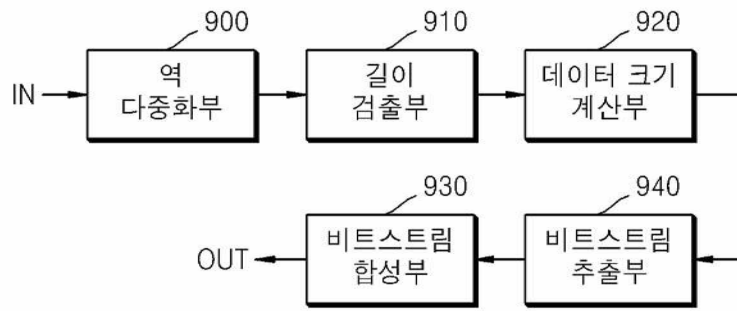 900
910
920
IN
역
다중화부
길이
검출부
데이터 크기
계산부
930
940
OUT
비트스트림
합성부
비트스트림
추출부